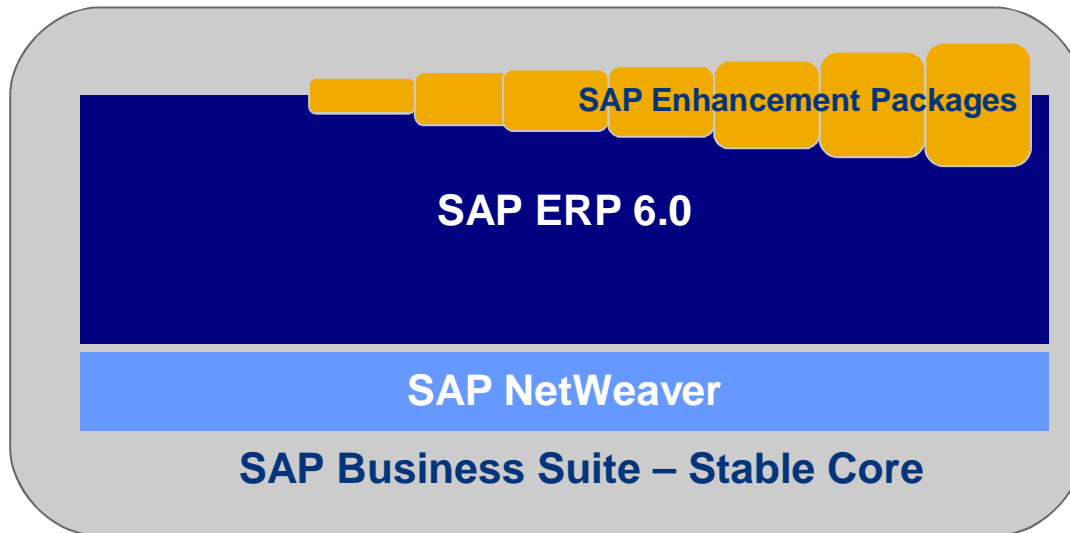 SAP Enhancement Packages
SAP ERP 6.0
SAP NetWeaver
SAP Business Suite – Stable Core